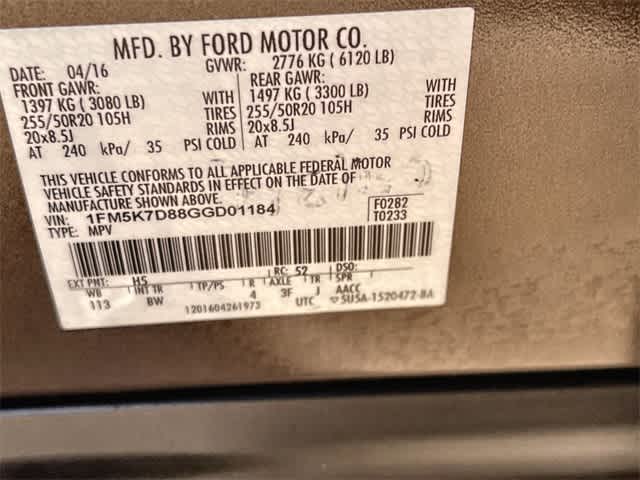 MFD. BY FORD MOTOR CO.
DATE: 04/16 GVWR: 2776 KG ( 6120 LB)
FRONT GAWR: REAR GAWR:
1397 KG ( 3080 LB) WITH 1497 KG ( 3300 LB) WITH
255/50R20 105H TIRES 255/50R20 105H TIRES
20x8.5J RIMS 20x8.5J RIMS
AT 240 kPa/ 35 PSI COLD AT 240 kPa/ 35 PSI COLD
THIS VEHICLE CONFORMS TO ALL APPLICABLE FEDERAL MOTOR
VEHICLE SAFETY STANDARDS IN EFFECT ON THE DATE OF
MANUFACTURE SHOWN ABOVE.
VIN: 1FM5K7D88GGD01184 F0282
TYPE: MPV T0233
EXT PNT: H5 RC: 52 DSO:
WB INT TR TP/PS R AXLE TR SPR
113 BW 4 3F J AACC
1201604261973 UTC 5U5A-1520472-BA